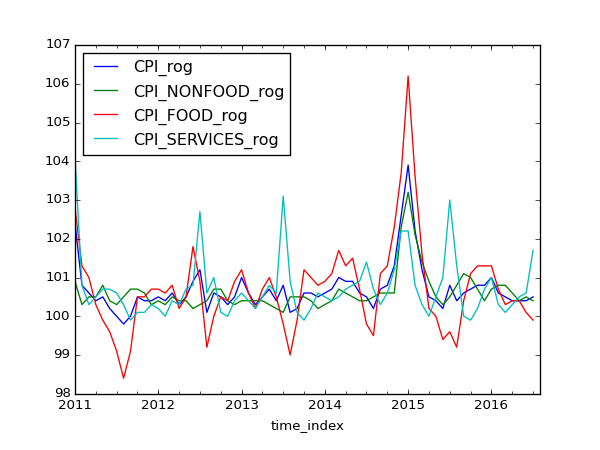 107
106
105
104
103
102
101
100
99
98
CPI_rog
CPI_NONFOOD_rog
CPI_FOOD_rog
CPI_SERVICES_rog
2011 2012 2013 2014 2015 2016
time_index